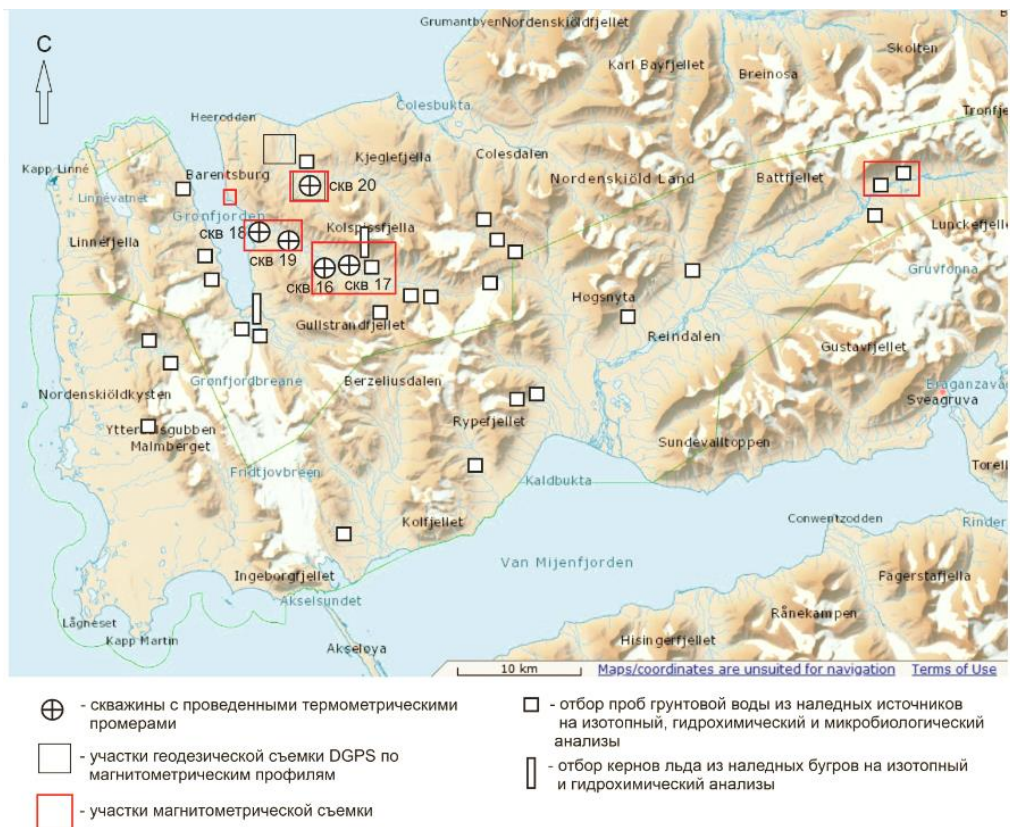 Grumantbyen
Nordenskiöldfjellet
Skolten
С
Karl Bayfjellet
Breinosa
Colesbukta
Tronfje
Heerodden
Kjeglefjella
Colesdalen
Kapp Linné
Barentsburg
Linnévatnet
скв 20
Nordenskiöld Land
Battfjellet
Grønfjorden
Lunckefjellet
скв 18
Kolspissfjella
Linnéfjella
скв 19
Gruvfonna
скв 16
скв 17
Høgsnyta
Gullstrandfjellet
Reindalen
Gustavfjellet
Grønfjordbreane
Berzeliusdalen
Braganzavåg
Nordenskiöldkysten
Sveagruva
Rypefjellet
Malmberget
Sundevalltoppen
Torell
Fridtjovbreen
Kaldbukta
Kolfjellet
Conwentzodden
Rinder
Van Mijenfjorden
Ingeborgfjellet
Fagerstafjella
Akselsundet
Rånekampen
Lågneset
Kapp Martin
Hisingerfjellet
Akseløya
10 km
Maps/coordinates are unsuited for navigation
Terms of Use
- скважины с проведенными термометрическими
промерами
- участки геодезической съемки DGPS по
магнитометрическим профилям
- участки магнитометрической съемки
- отбор проб грунтовой воды из наледных источников
на изотопный, гидрохимический и микробиологический
анализы
- отбор кернов льда из наледных бугров на изотопный
и гидрохимический анализ